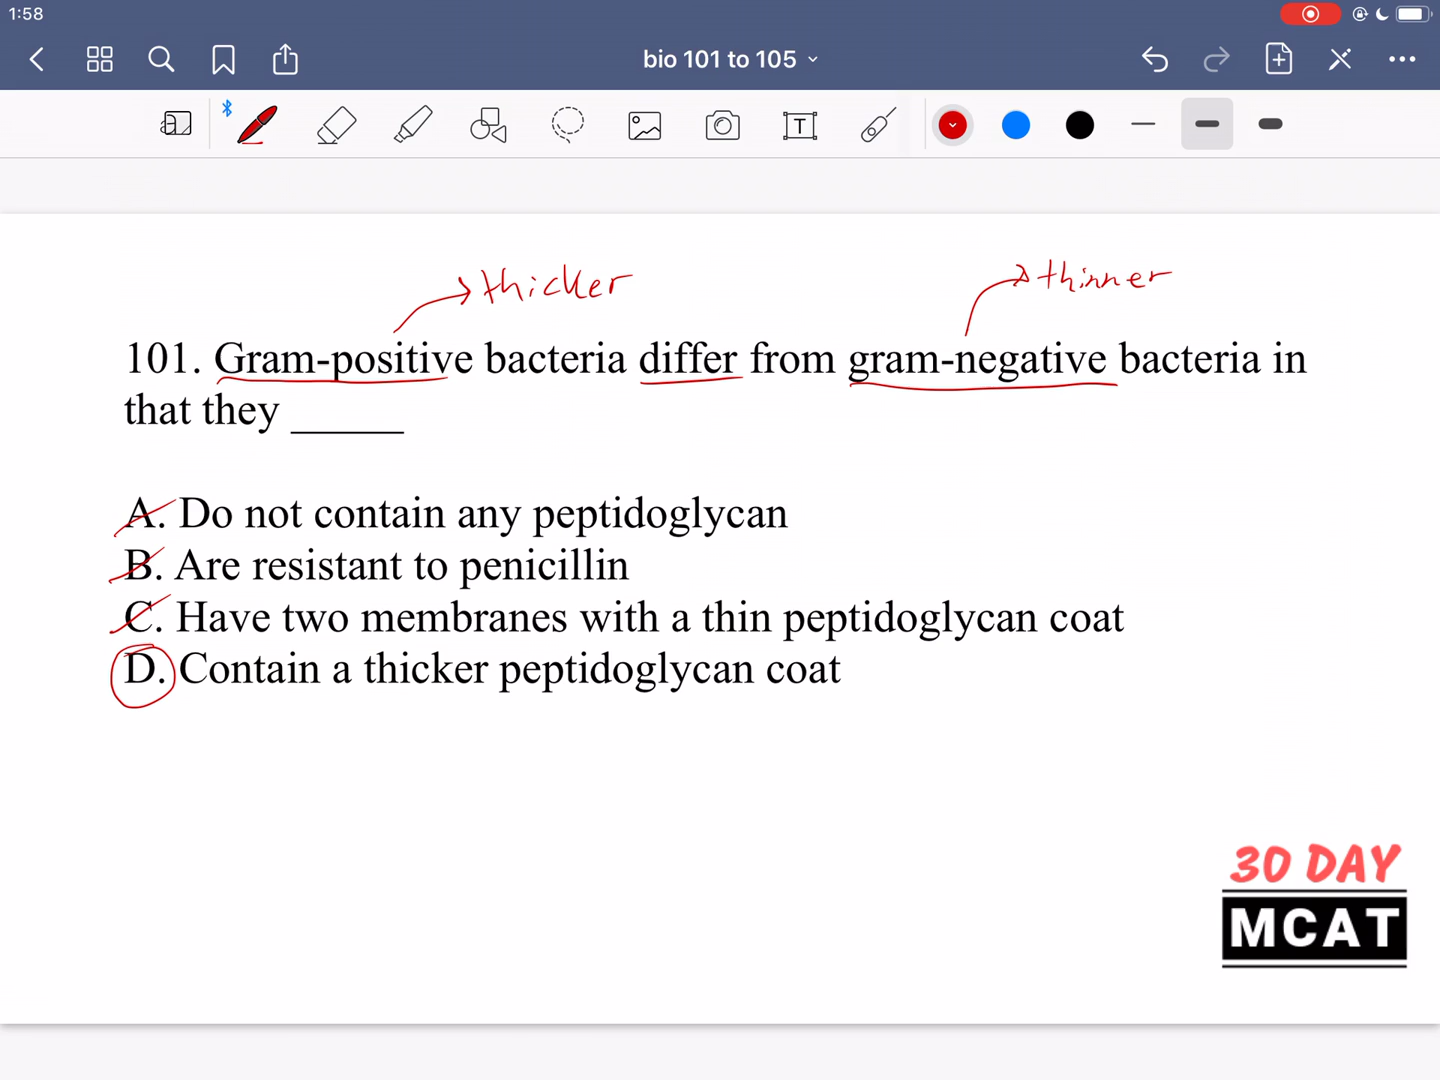 1:58
bio 101 to 105
T
thicker
thinner
101. Gram-positive bacteria differ from gram-negative bacteria in
that they ______
A. Do not contain any peptidoglycan
B. Are resistant to penicillin
C. Have two membranes with a thin peptidoglycan coat
D. Contain a thicker peptidoglycan coat
30 DAY
MCAT